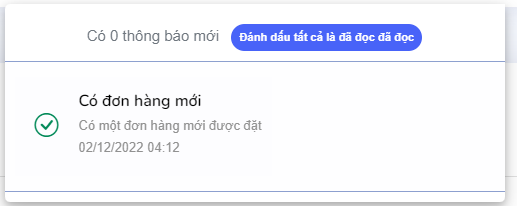 Có 0 thông báo mới Đánh dấu tất cả là đã đọc đã đọc
Có đơn hàng mới
Có một đơn hàng mới được đặt
02/12/2022 04:12